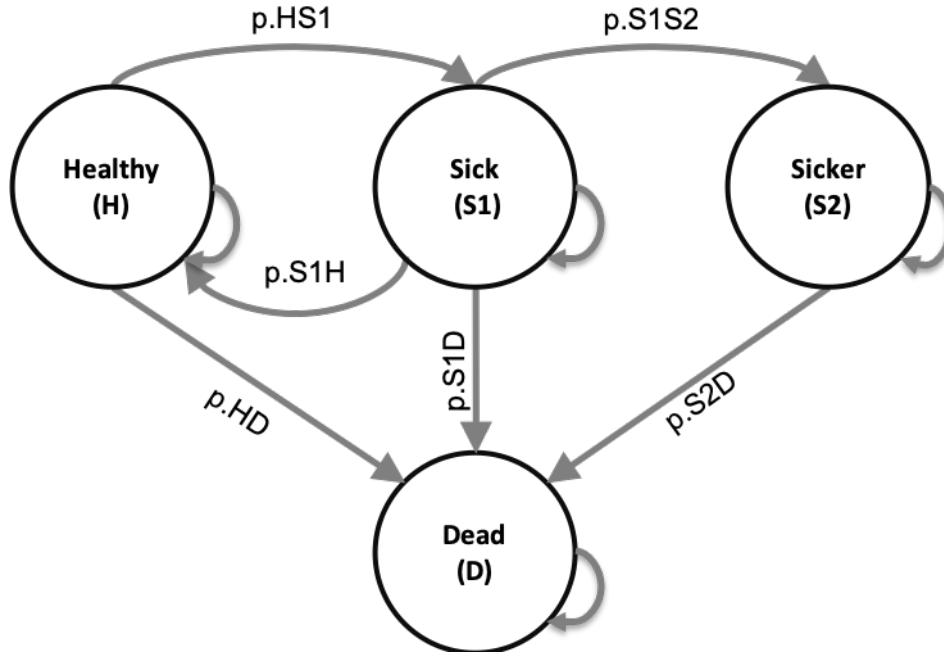 p.HS1
p.S1S2
Healthy
(H)
Sick
(S1)
Sicker
(S2)
p.S1H
p.HD
p.S1D
p.S2D
Dead
(D)